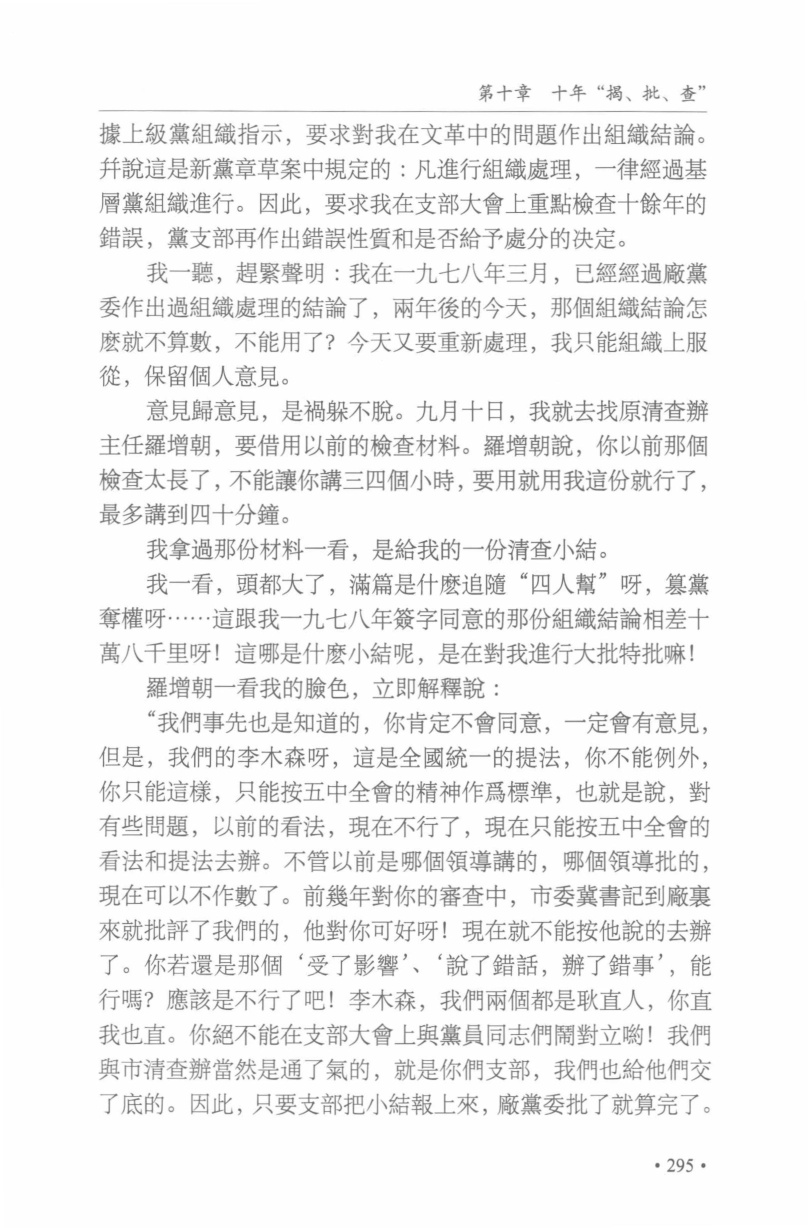 第十章　十年“揭、批、查”
據上級黨組織指示，要求對我在文革中的問題作出組織結論。
幷說這是新黨章草案中規定的：凡進行組織處理，一律經過基
層黨組織進行。因此，要求我在支部大會上重點檢查十餘年的
錯誤，黨支部再作出錯誤性質和是否給予處分的決定。
我一聽，趕緊聲明：我在一九七八年三月，已經經過廠黨
委作出過組織處理的結論了，兩年後的今天，那個組織結論怎
麽就不算數，不能用了？今天又要重新處理，我只能組織上服
從，保留個人意見。
意見歸意見，是禍躲不脫。九月十日，我就去找原清查辦
主任羅增朝，要借用以前的檢查材料。羅增朝說，你以前那個
檢查太長了，不能讓你講三四個小時，要用就用我這份就行了，
最多講到四十分鐘。
我拿過那份材料一看，是給我的一份清查小結。
我一看，頭都大了，滿篇是什麽追隨“四人幫”呀，篡黨
奪權呀……這跟我一九七八年簽字同意的那份組織結論相差十
萬八千里呀！這哪是什麽小結呢，是在對我進行大批特批嘛！
羅增朝一看我的臉色，立即解釋說：
“我們事先也是知道的，你肯定不會同意，一定會有意見，
但是，我們的李木森呀，這是全國統一的提法，你不能例外，
你只能這樣，只能按五中全會的精神作爲標準，也就是說，對
有些問題，以前的看法，現在不行了，現在只能按五中全會的
看法和提法去辦。不管以前是哪個領導講的，哪個領導批的，
現在可以不作數了。前幾年對你的審查中，市委冀書記到廠裏
來就批評了我們的，他對你可好呀！現在就不能按他說的去辦
了。你若還是那個‘受了影響’、‘說了錯話，辦了錯事’，能
行嗎？應該是不行了吧！李木森，我們兩個都是耿直人，你直
我也直。你絕不能在支部大會上與黨員同志們鬧對立喲！我們
與市清查辦當然是通了氣的，就是你們支部，我們也給他們交
了底的。因此，只要支部把小結報上來，廠黨委批了就算完了。
• 295 •